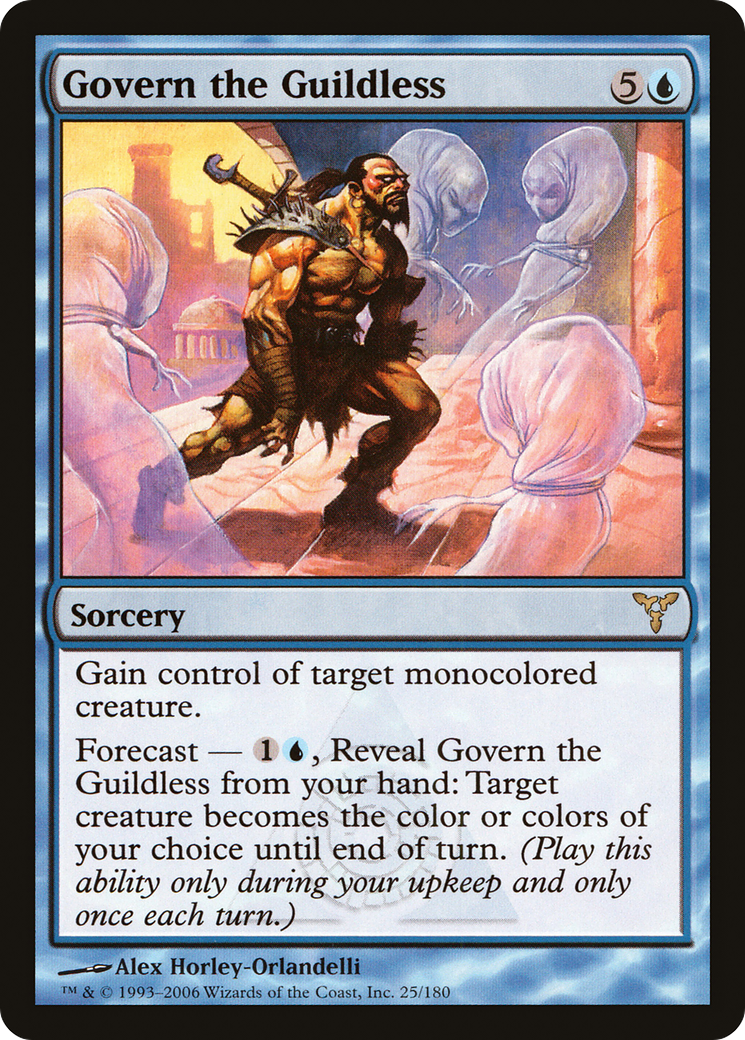 Govern the Guildless 5
Sorcery
Gain control of target monocolored
creature.
Forecast — 1 , Reveal Govern the
Guildless from your hand: Target
creature becomes the color or colors of
your choice until end of turn. (Play this
ability only during your upkeep and only
once each turn.)
Alex Horley-Orlandelli
™ & © 1993–2006 Wizards of the Coast, Inc. 25/180